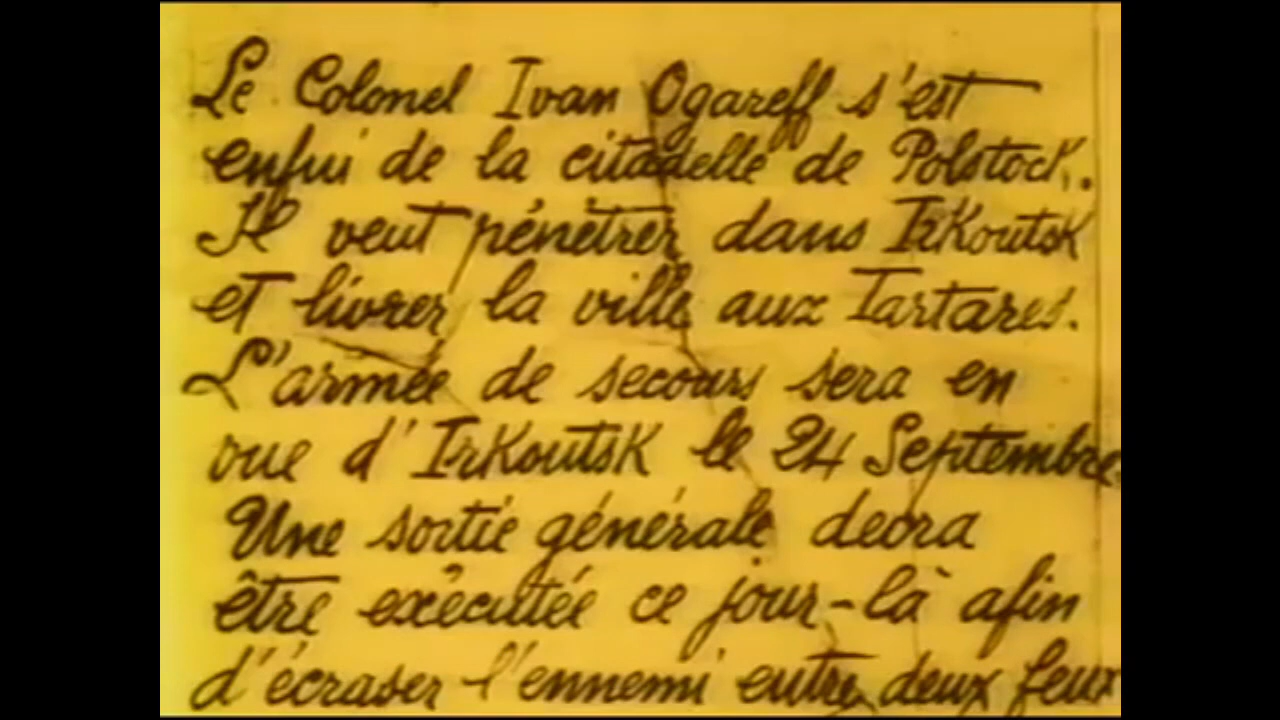 Le Colonel Ivan Ogareff s'est
enfui de la citadelle de Polstock.
Il veut pénètrer dans Irkoutsk
et livrer la ville aux Tartares.
L'armée de secours sera en
vue d'Irkoutsk le 24 Septembre
Une sortie générale devra
être exécutée ce jour-là afin
d'écraser l'ennemi entre deux feux